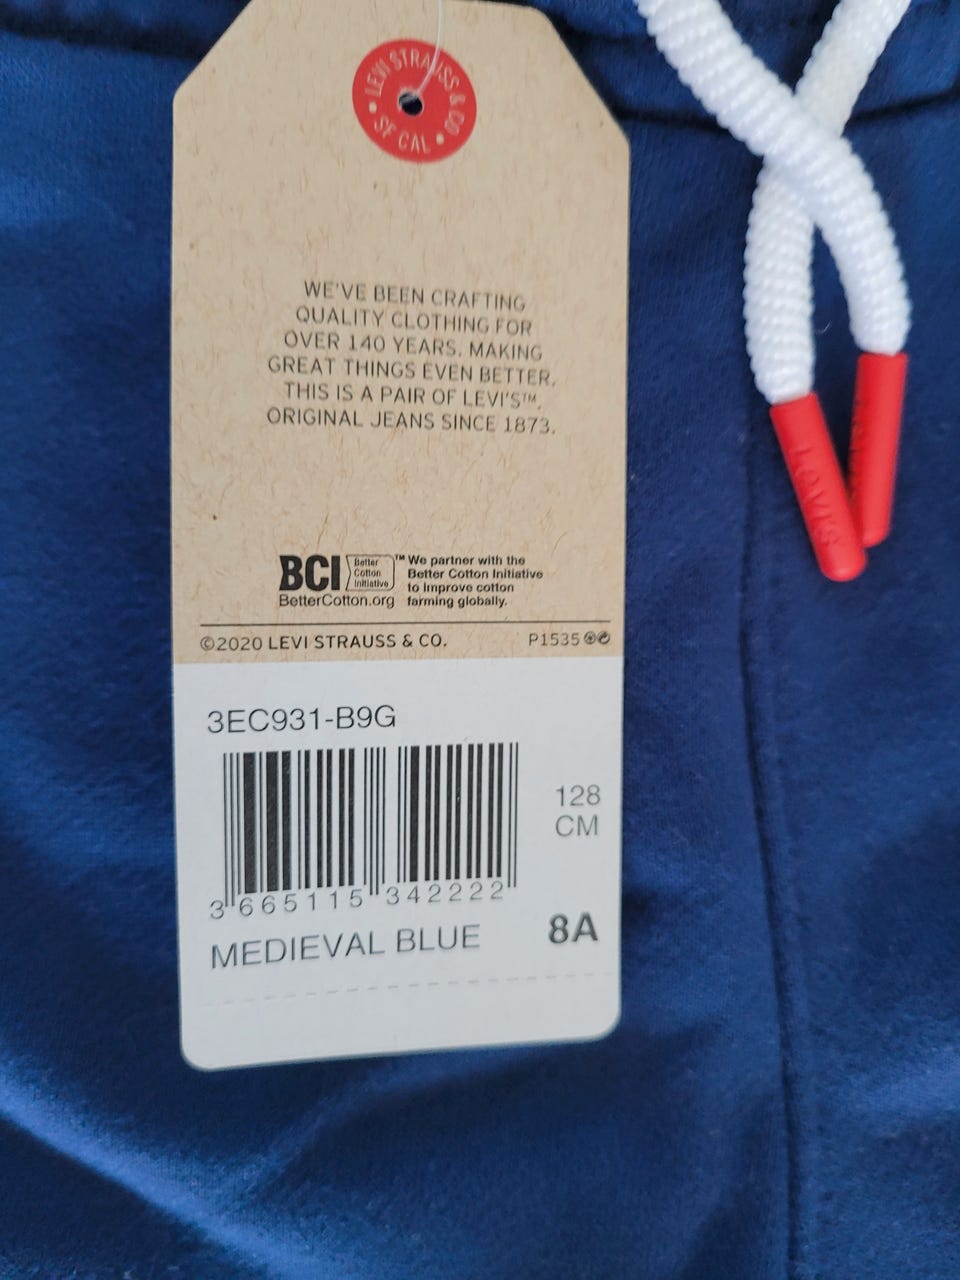 LEVI STRAUSS & CO
• SF CAL •
WE'VE BEEN CRAFTING
QUALITY CLOTHING FOR
OVER 140 YEARS. MAKING
GREAT THINGS EVEN BETTER.
THIS IS A PAIR OF LEVI'S™,
ORIGINAL JEANS SINCE 1873.
BCI Better Cotton Initiative ™
BetterCotton.org
We partner with the
Better Cotton Initiative
to improve cotton
farming globally.
©2020 LEVI STRAUSS & CO. P1535
3EC931-B9G
128
CM
3 665115 342222
MEDIEVAL BLUE 8A
Levi's